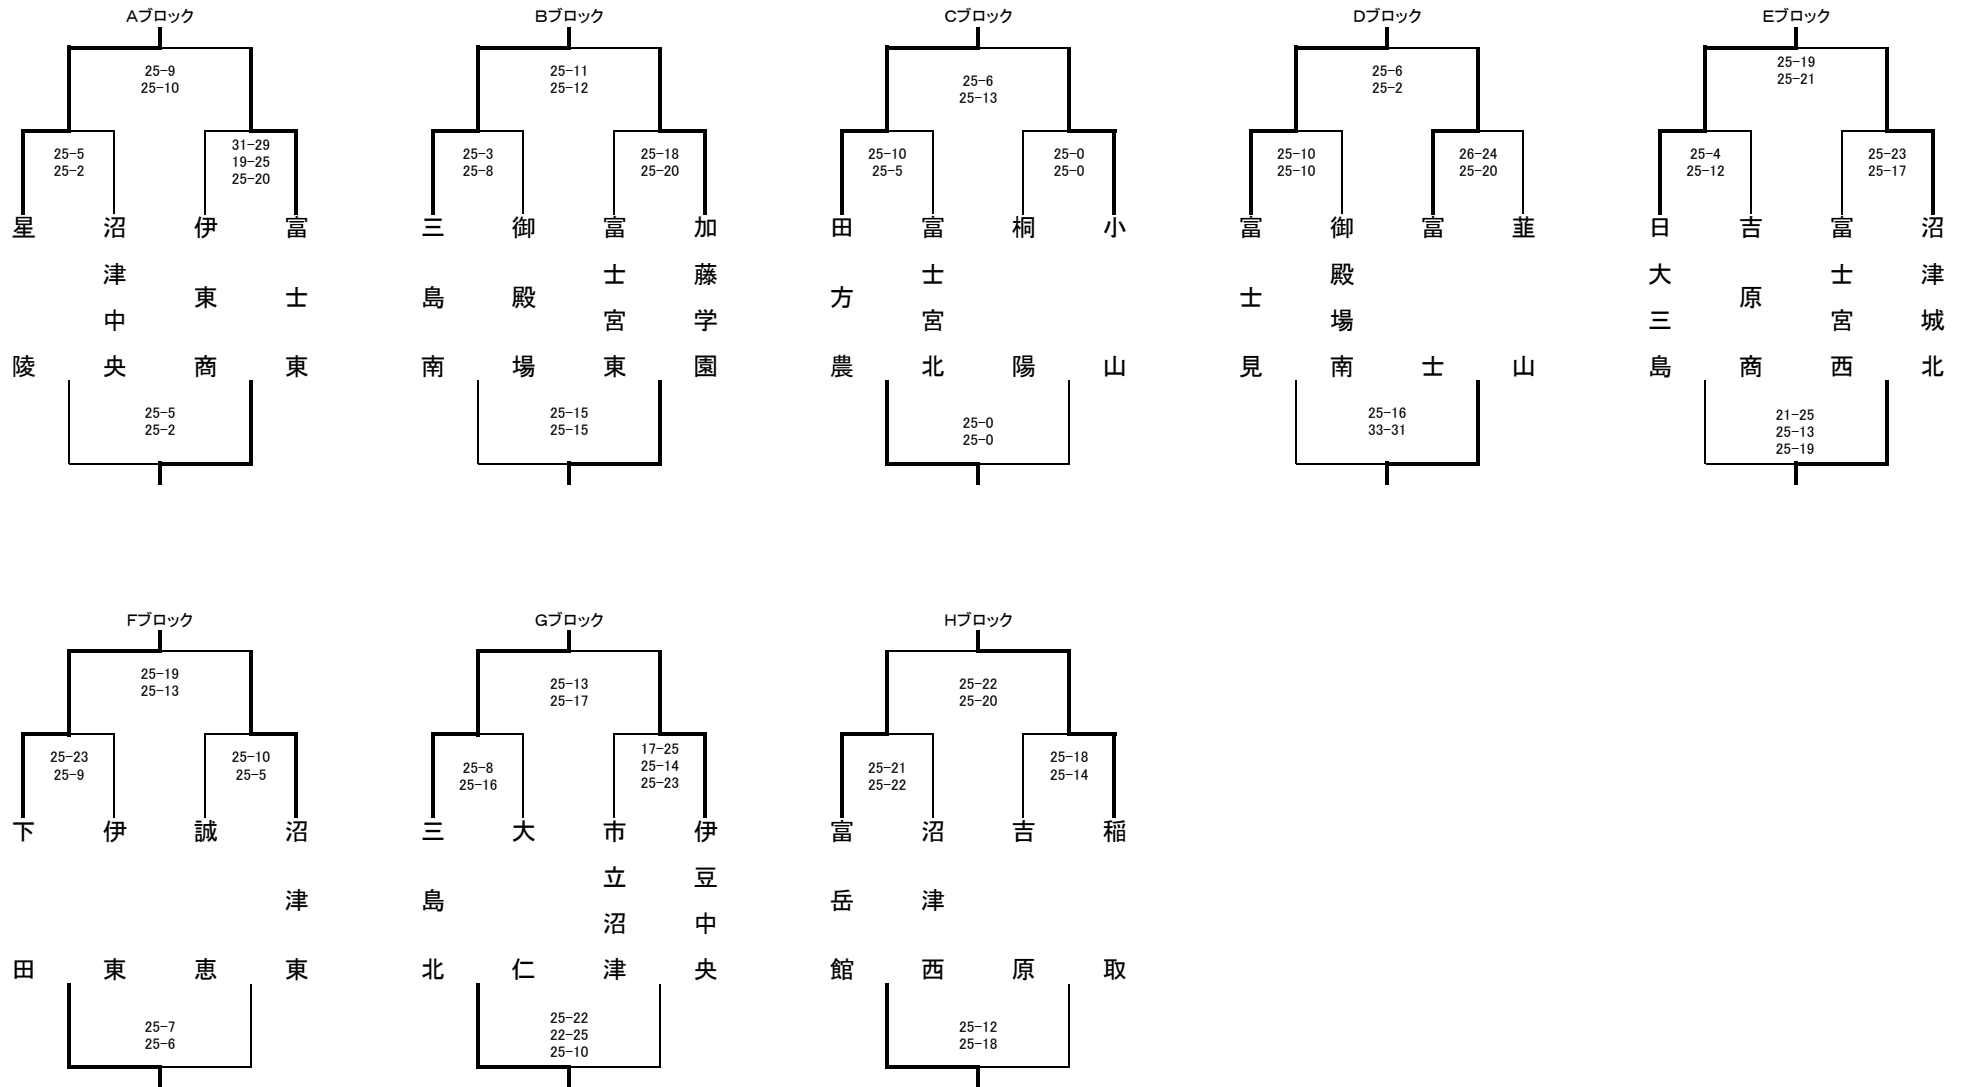 Aブロック
25-9
25-10
25-5
25-2
31-29
19-25
25-20
星陵
沼津中央
伊東商
富士東
25-5
25-2
Bブロック
25-11
25-12
25-3
25-8
25-18
25-20
三島南
御殿場
富士宮東
加藤学園
25-15
25-15
Cブロック
25-6
25-13
25-10
25-5
25-0
25-0
田方農
富士宮北
桐陽
小山
25-0
25-0
Dブロック
25-6
25-2
25-10
25-10
26-24
25-20
富士見
御殿場南
富士
韮山
25-16
33-31
Eブロック
25-19
25-21
25-4
25-12
25-23
25-17
日大三島
吉原商
富士宮西
沼津城北
21-25
25-13
25-19
Fブロック
25-19
25-13
25-23
25-9
25-10
25-5
下田
伊東
誠恵
沼津東
25-7
25-6
Gブロック
25-13
25-17
25-8
25-16
17-25
25-14
25-23
三島北
大仁
市立沼津
伊豆中央
25-22
22-25
25-10
Hブロック
25-22
25-20
25-21
25-22
25-18
25-14
富岳館
沼津西
吉原
稲取
25-12
25-18